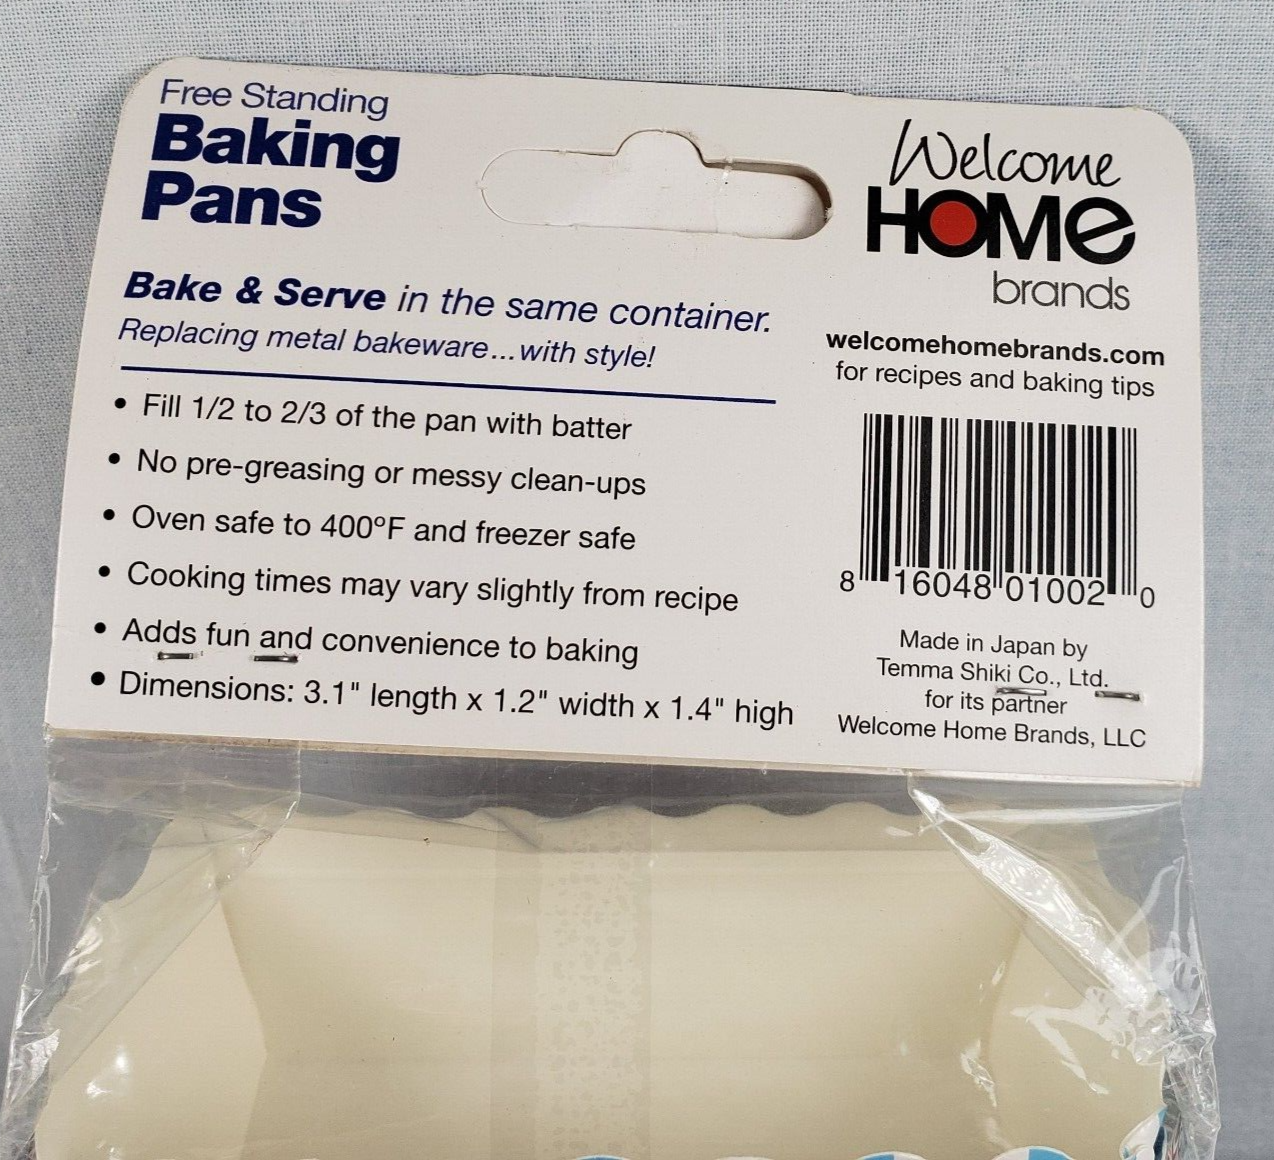 Free Standing
Baking
Pans
Bake & Serve in the same container.
Replacing metal bakeware...with style!
• Fill 1/2 to 2/3 of the pan with batter
• No pre-greasing or messy clean-ups
• Oven safe to 400ºF and freezer safe
• Cooking times may vary slightly from recipe
• Adds fun and convenience to baking
• Dimensions: 3.1" length x 1.2" width x 1.4" high
Welcome
HOMe
brands
welcomehomebrands.com
for recipes and baking tips
8 16048 01002 0
Made in Japan by
Temma Shiki Co., Ltd.
for its partner
Welcome Home Brands, LLC